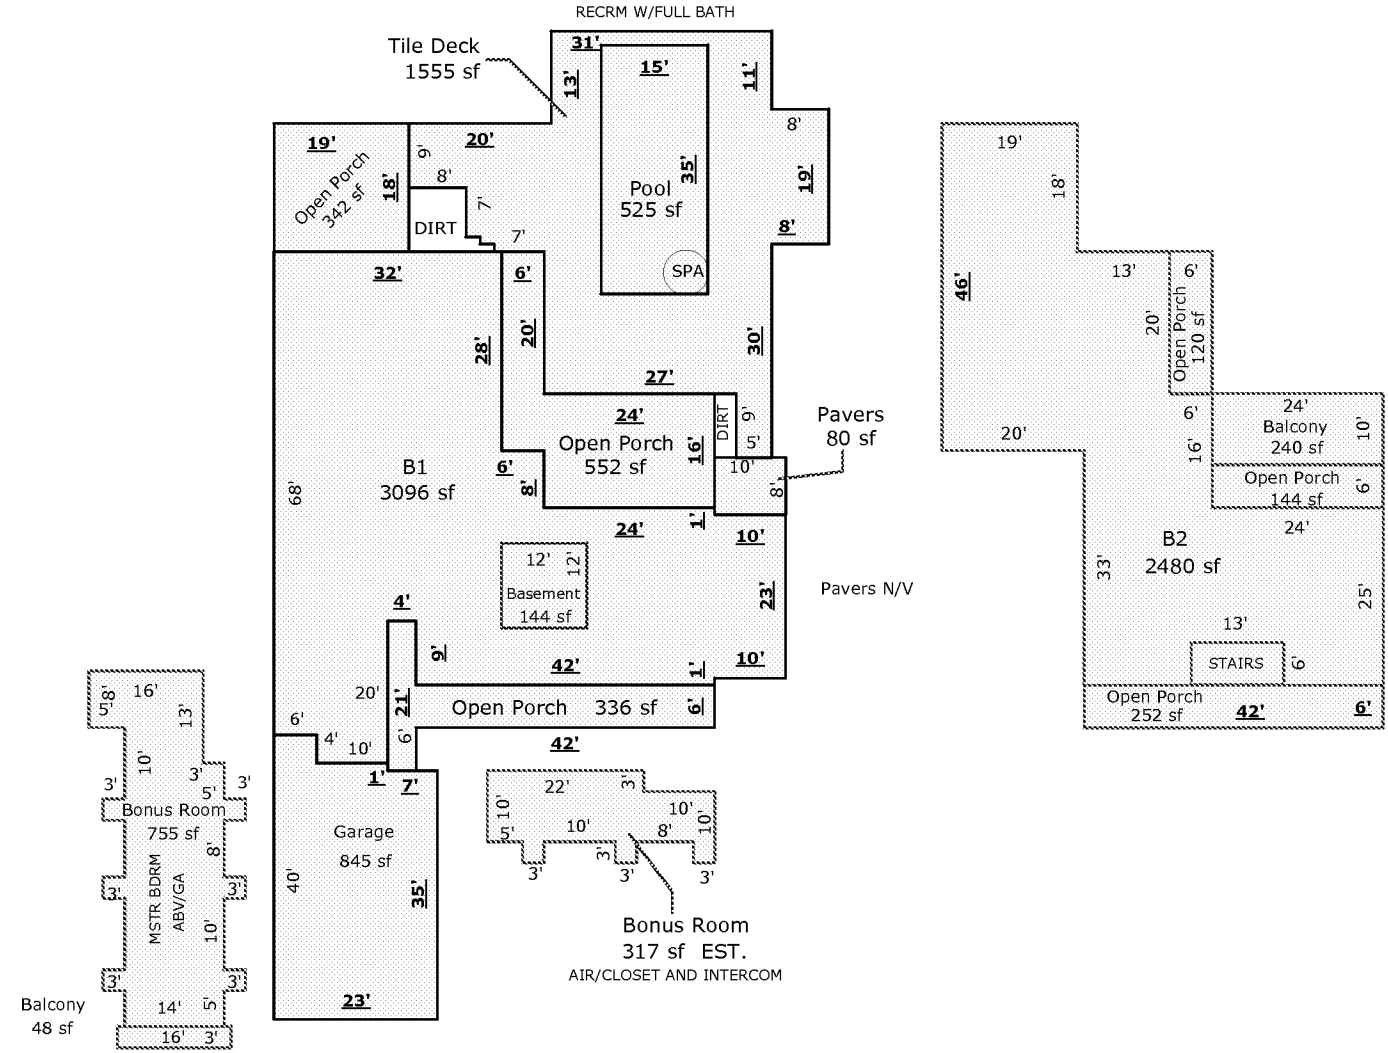 RECRM W/FULL BATH
Tile Deck
1555 sf
31'
13'
15'
11'
8'
19'
20'
9'
8'
7'
Open Porch
342 sf
18'
DIRT
7'
35'
Pool
525 sf
19'
8'
SPA
32'
6'
20'
28'
30'
27'
24'
Open Porch
552 sf
16'
DIRT
9'
5'
Pavers
80 sf
10'
8'
B1
3096 sf
68'
6'
8'
1'
24'
10'
12'
12'
Basement
144 sf
23'
Pavers N/V
4'
9'
42'
1'
10'
20'
21'
Open Porch 336 sf
6'
6'
4'
10'
6'
42'
1'
7'
Garage
845 sf
40'
35'
23'
19'
18'
46'
13'
6'
20'
Open Porch
120 sf
20'
6'
16'
24'
Balcony
240 sf
10'
Open Porch
144 sf
6'
24'
B2
2480 sf
33'
25'
13'
STAIRS
6'
Open Porch
252 sf
42'
6'
16'
8'
5'
13'
10'
3'
3'
3'
5'
Bonus Room
755 sf
8'
MSTR BDRM
ABV/GA
3'
3'
10'
3'
3'
5'
14'
Balcony
48 sf
16'
3'
22'
3'
10'
10'
10'
5'
10'
8'
3'
3'
3'
3'
Bonus Room
317 sf EST.
AIR/CLOSET AND INTERCOM